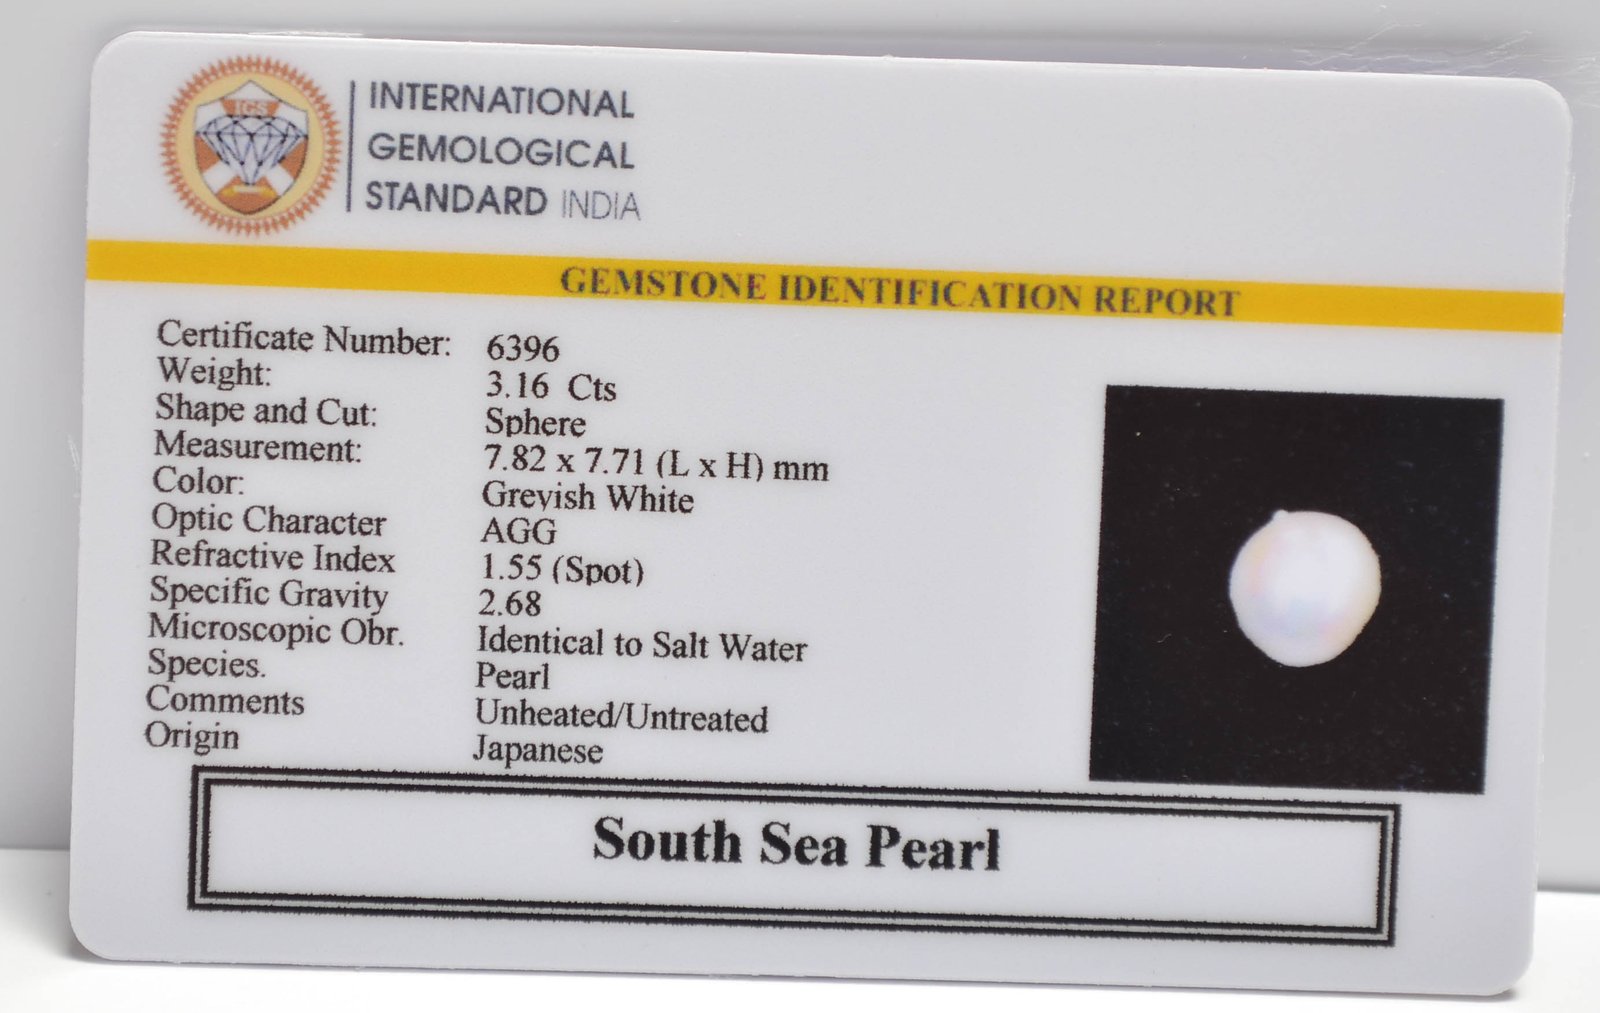 IGS
INTERNATIONAL
GEMOLOGICAL
STANDARD INDIA
GEMSTONE IDENTIFICATION REPORT
Certificate Number: 6396
Weight: 3.16 Cts
Shape and Cut: Sphere
Measurement: 7.82 x 7.71 (L x H) mm
Color: Greyish White
Optic Character AGG
Refractive Index 1.55 (Spot)
Specific Gravity 2.68
Microscopic Obr. Identical to Salt Water
Species. Pearl
Comments Unheated/Untreated
Origin Japanese
South Sea Pearl